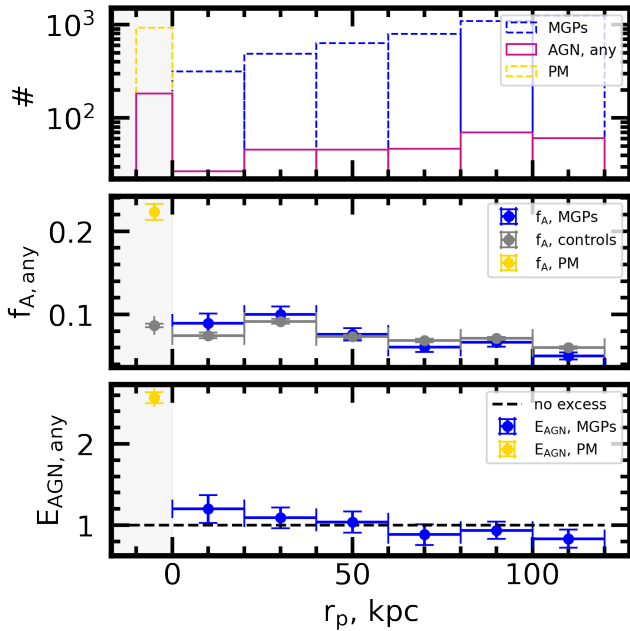 10³
10²
#
MGPs
AGN, any
PM
0.2
0.1
f_A, any
f_A, MGPs
f_A, controls
f_A, PM
2
1
E_AGN, any
no excess
E_AGN, MGPs
E_AGN, PM
0 50 100
r_p, kpc